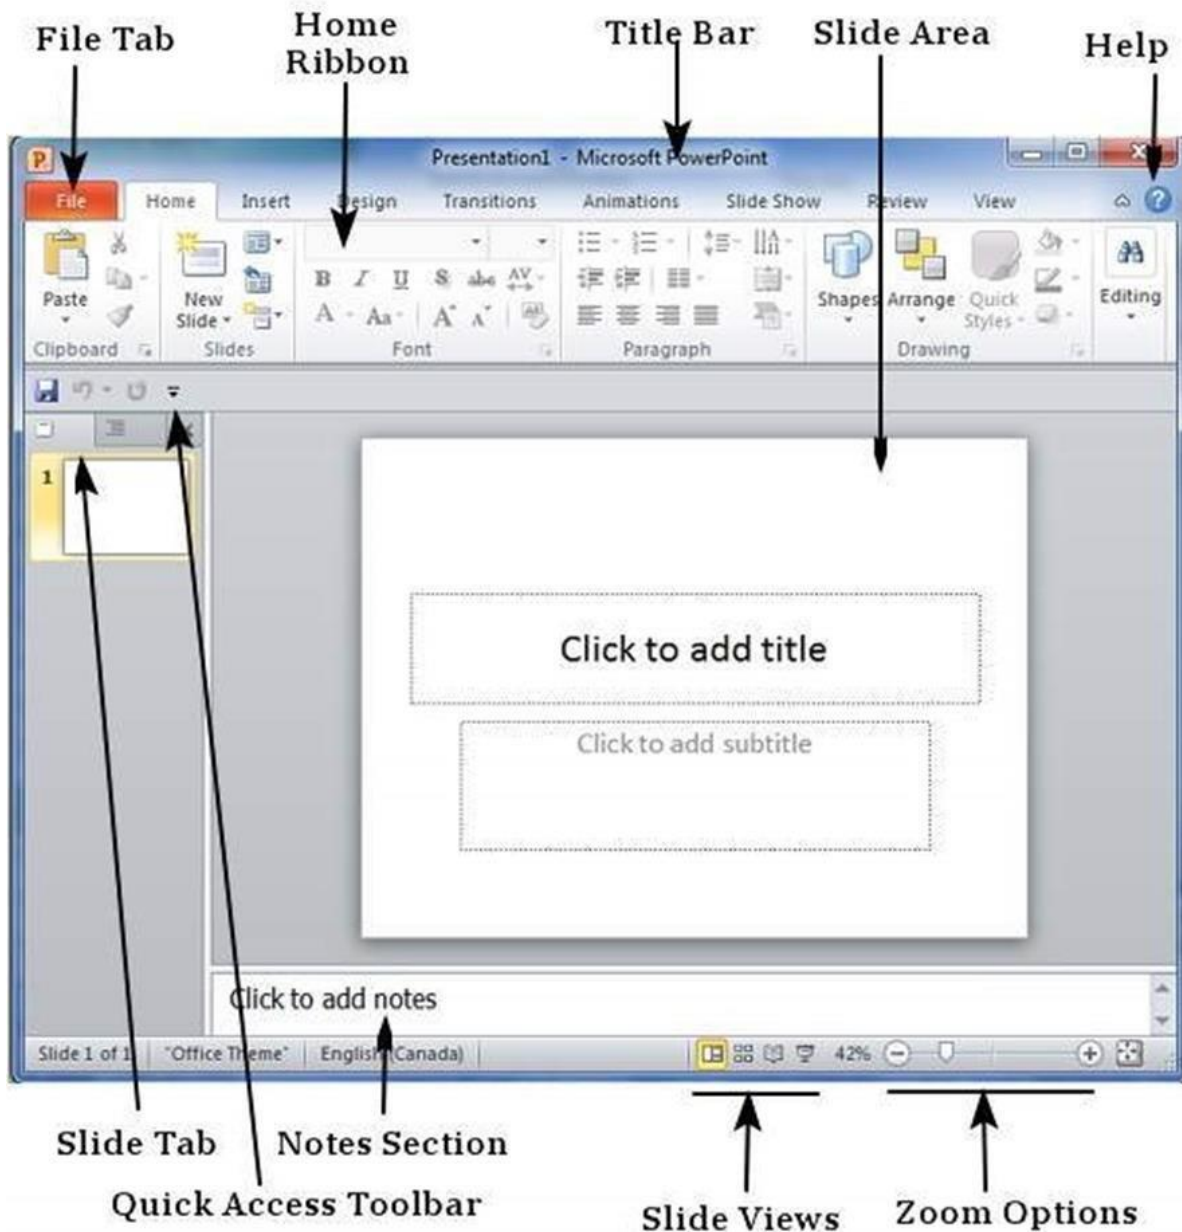 File Tab
Home
Ribbon
Title Bar
Slide Area
Help
P
Presentation1 - Microsoft PowerPoint
File Home Insert Design Transitions Animations Slide Show Review View
Paste
New
Slide
B I U S abc AV
A Aa A A
Shapes Arrange Quick
Styles
Editing
Clipboard Slides Font Paragraph Drawing
1
Click to add title
Click to add subtitle
Click to add notes
Slide 1 of 1 "Office Theme" English (Canada) 42%
Slide Tab
Notes Section
Quick Access Toolbar
Slide Views
Zoom Options